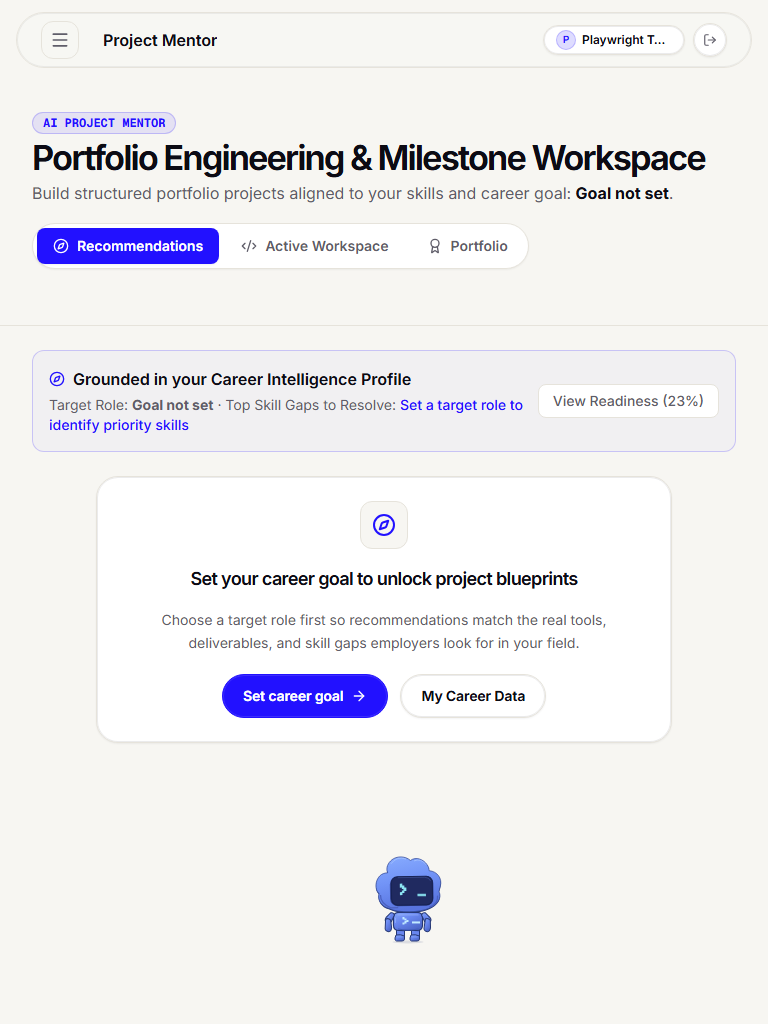 Project Mentor
P Playwright T...
AI PROJECT MENTOR
Portfolio Engineering & Milestone Workspace
Build structured portfolio projects aligned to your skills and career goal: Goal not set.
Recommendations
Active Workspace
Portfolio
Grounded in your Career Intelligence Profile
Target Role: Goal not set · Top Skill Gaps to Resolve: Set a target role to
identify priority skills
View Readiness (23%)
Set your career goal to unlock project blueprints
Choose a target role first so recommendations match the real tools,
deliverables, and skill gaps employers look for in your field.
Set career goal
My Career Data